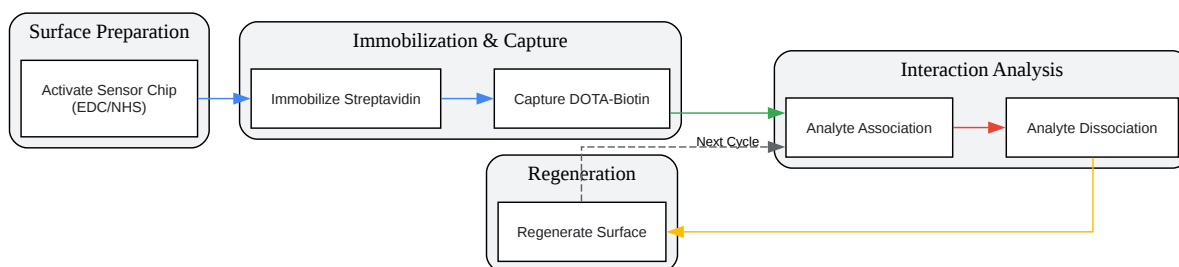 Surface Preparation
Activate Sensor Chip
(EDC/NHS)
Immobilization & Capture
Immobilize Streptavidin
Capture DOTA-Biotin
Interaction Analysis
Analyte Association
Analyte Dissociation
Next Cycle
Regeneration
Regenerate Surface